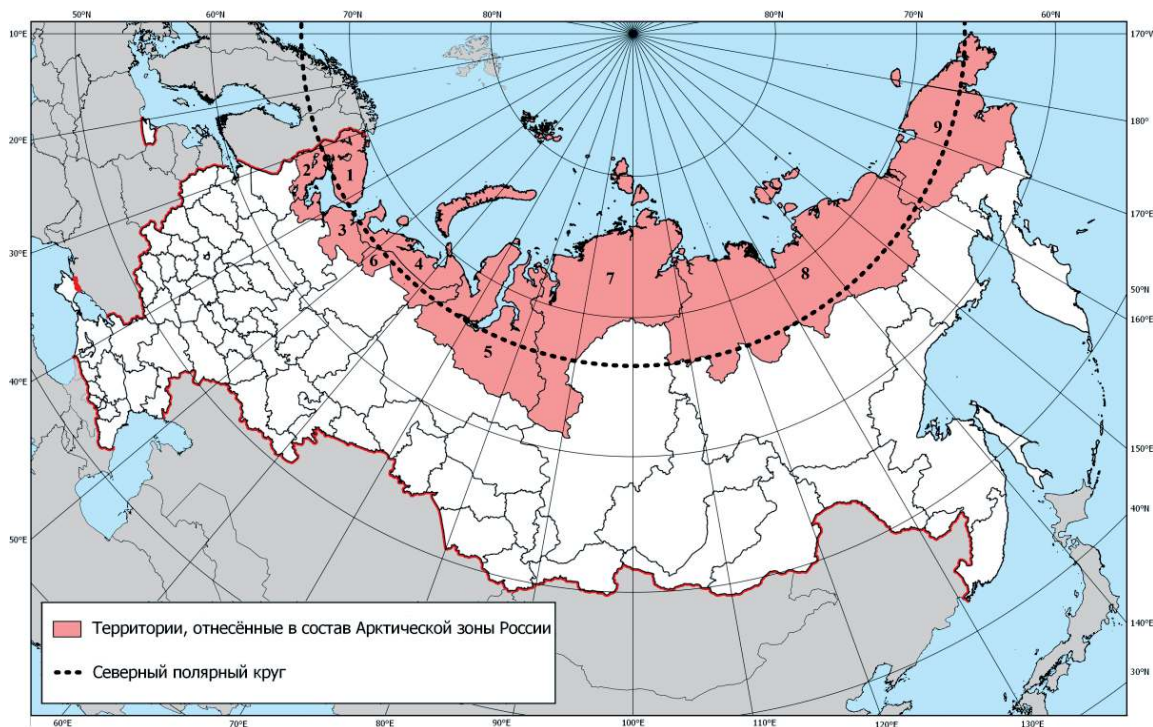 50°N 60°N 70°N 80°N 80°N 70°N 60°N
10°E 170°W
20°E 180°
30°E 170°E
40°E 50°N
160°E
50°E 150°E
40°N
140°E
30°N
60°E 70°E 80°E 90°E 100°E 110°E 120°E 130°E
1
2
3
4
5
6
7
8
9
Территории, отнесённые в состав Арктической зоны России
Северный полярный круг